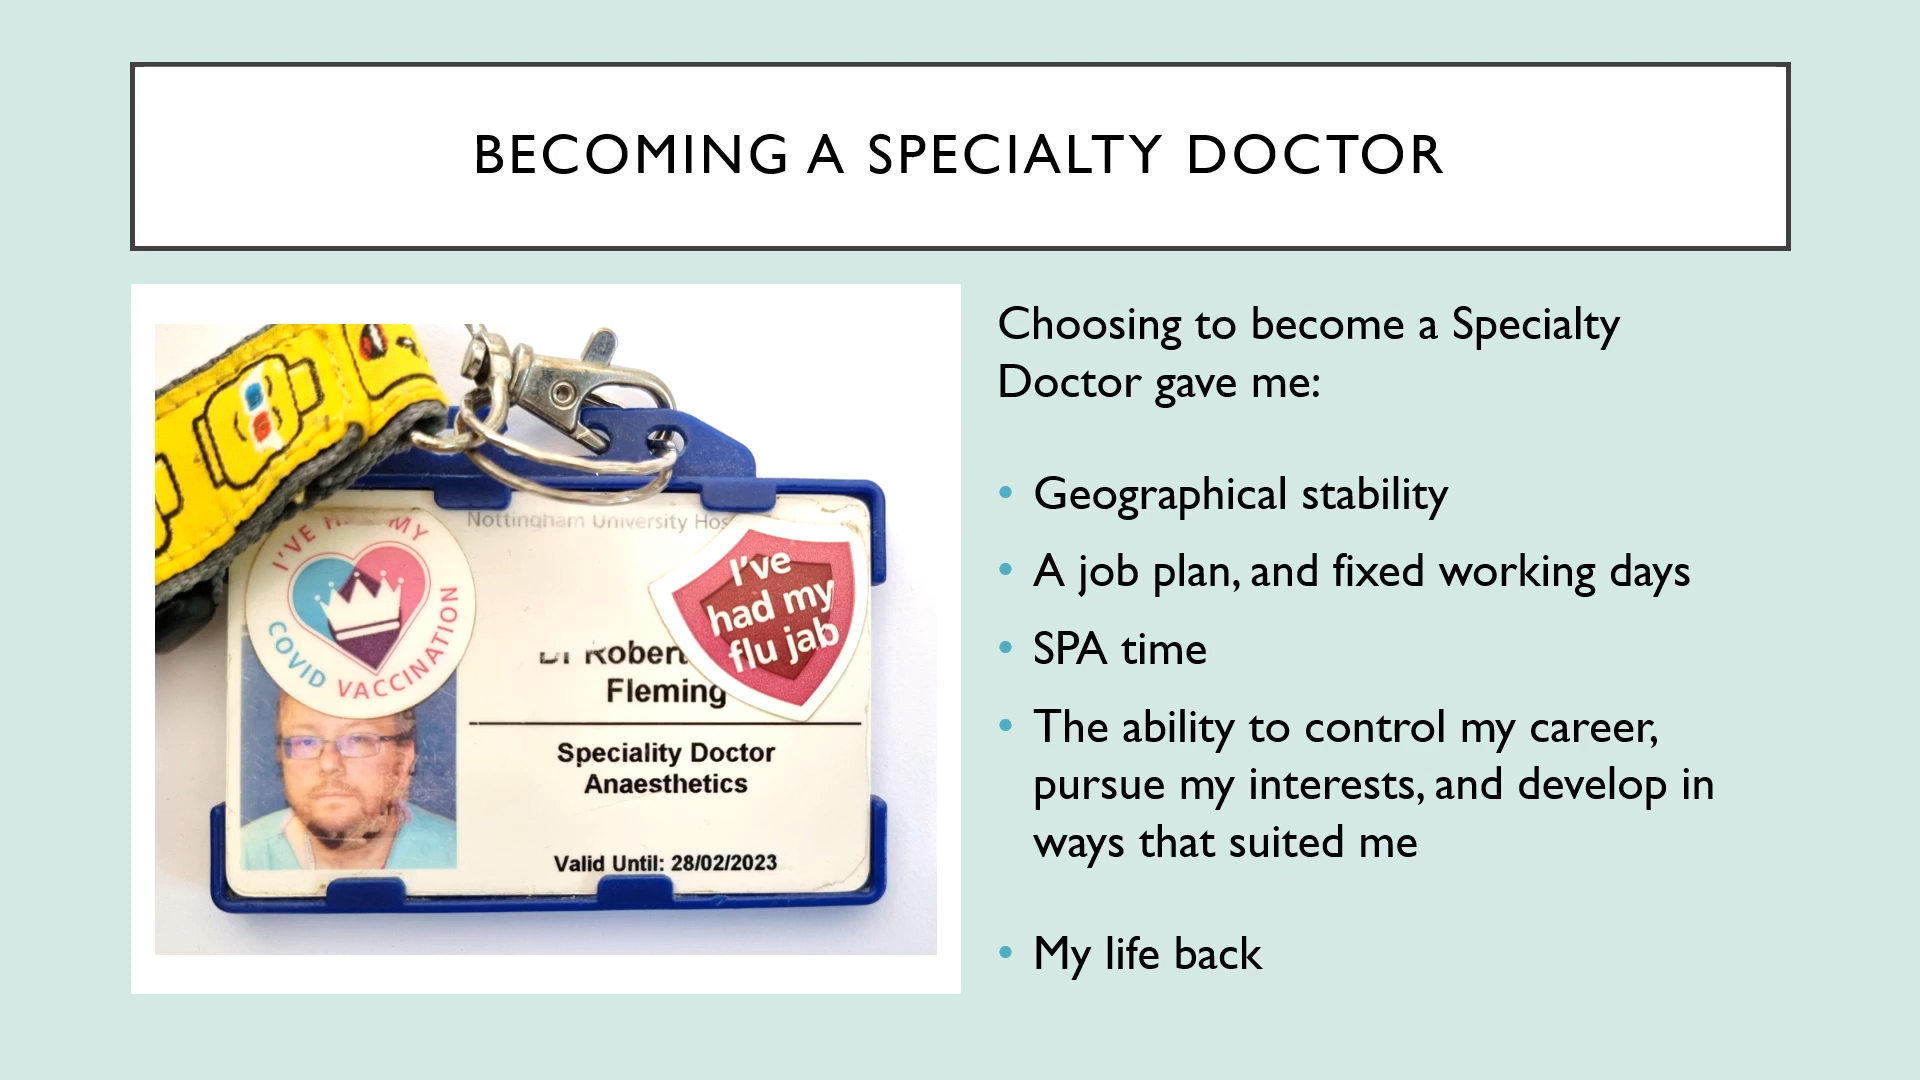 BECOMING A SPECIALTY DOCTOR
Choosing to become a Specialty
Doctor gave me:
• Geographical stability
• A job plan, and fixed working days
• SPA time
• The ability to control my career,
pursue my interests, and develop in
ways that suited me
• My life back
Nottingham University Hos
I'VE MY
COVID VACCINATION
I've
had my
flu jab
Dr Robert
Fleming
Speciality Doctor
Anaesthetics
Valid Until: 28/02/2023